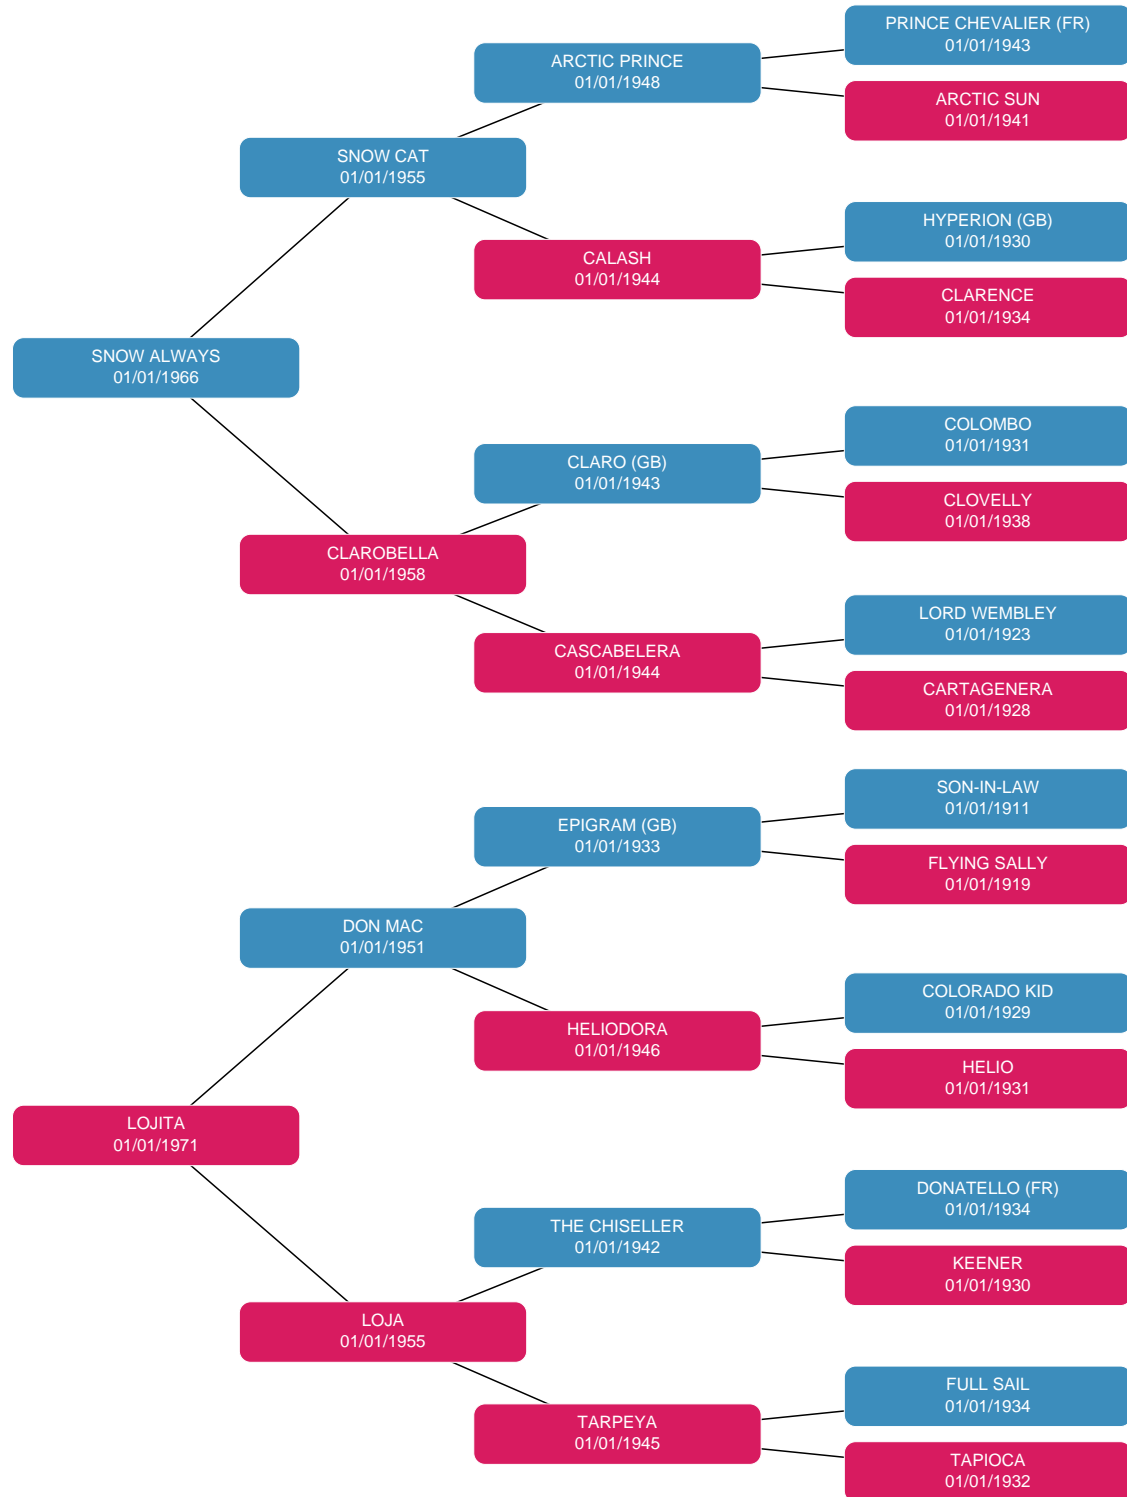 PRINCE CHEVALIER (FR)
01/01/1943
ARCTIC PRINCE
01/01/1948
ARCTIC SUN
01/01/1941
SNOW CAT
01/01/1955
HYPERION (GB)
01/01/1930
CALASH
01/01/1944
CLARENCE
01/01/1934
SNOW ALWAYS
01/01/1966
COLOMBO
01/01/1931
CLARO (GB)
01/01/1943
CLOVELLY
01/01/1938
CLAROBELLA
01/01/1958
LORD WEMBLEY
01/01/1923
CASCABELERA
01/01/1944
CARTAGENERA
01/01/1928
SON-IN-LAW
01/01/1911
EPIGRAM (GB)
01/01/1933
FLYING SALLY
01/01/1919
DON MAC
01/01/1951
COLORADO KID
01/01/1929
HELIODORA
01/01/1946
HELIO
01/01/1931
LOJITA
01/01/1971
DONATELLO (FR)
01/01/1934
THE CHISELLER
01/01/1942
KEENER
01/01/1930
LOJA
01/01/1955
FULL SAIL
01/01/1934
TARPEYA
01/01/1945
TAPIOCA
01/01/1932